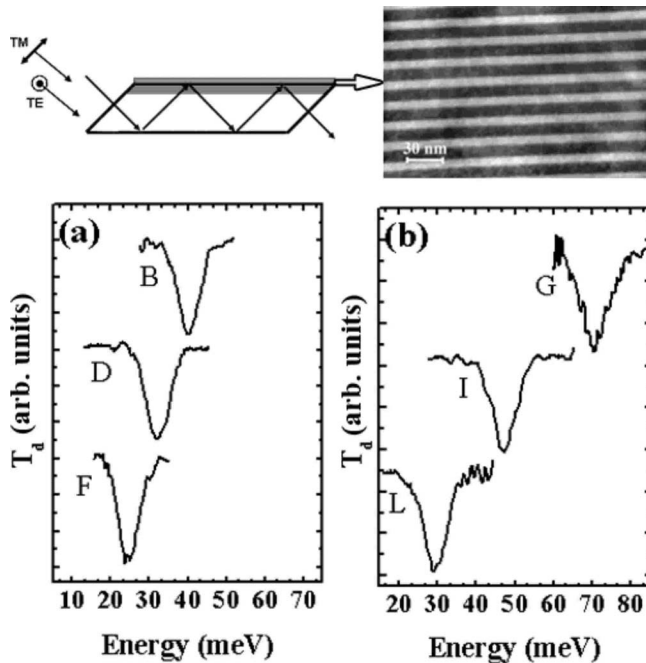 TM
TE
30 nm
(a)
B
D
F
T_d (arb. units)
10 20 30 40 50 60 70
Energy (meV)
(b)
G
I
L
T_d (arb. units)
20 30 40 50 60 70 80
Energy (meV)